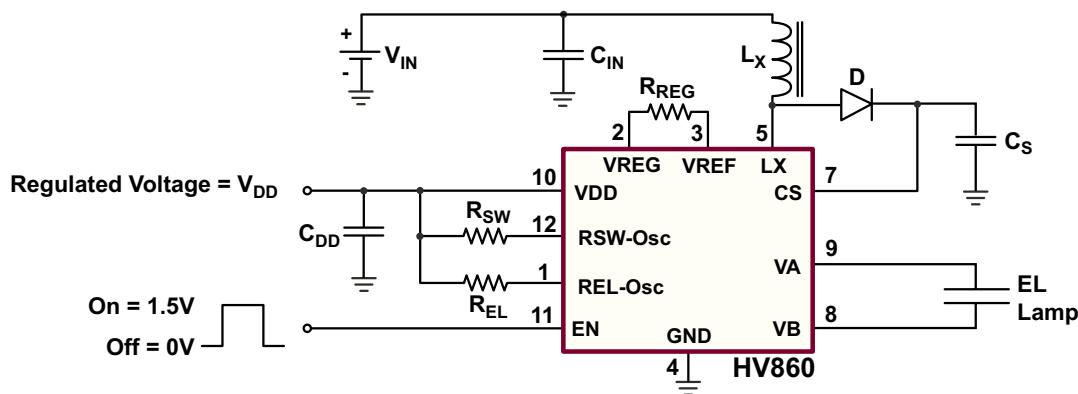 +
V_IN
-
C_IN
L_X
D
R_REG
2
3
5
C_S
VREG
VREF
LX
7
CS
Regulated Voltage = V_DD
10
VDD
C_DD
R_SW
12
RSW-Osc
9
VA
1
REL-Osc
R_EL
EL
Lamp
On = 1.5V
Off = 0V
11
EN
8
VB
GND
4
HV860